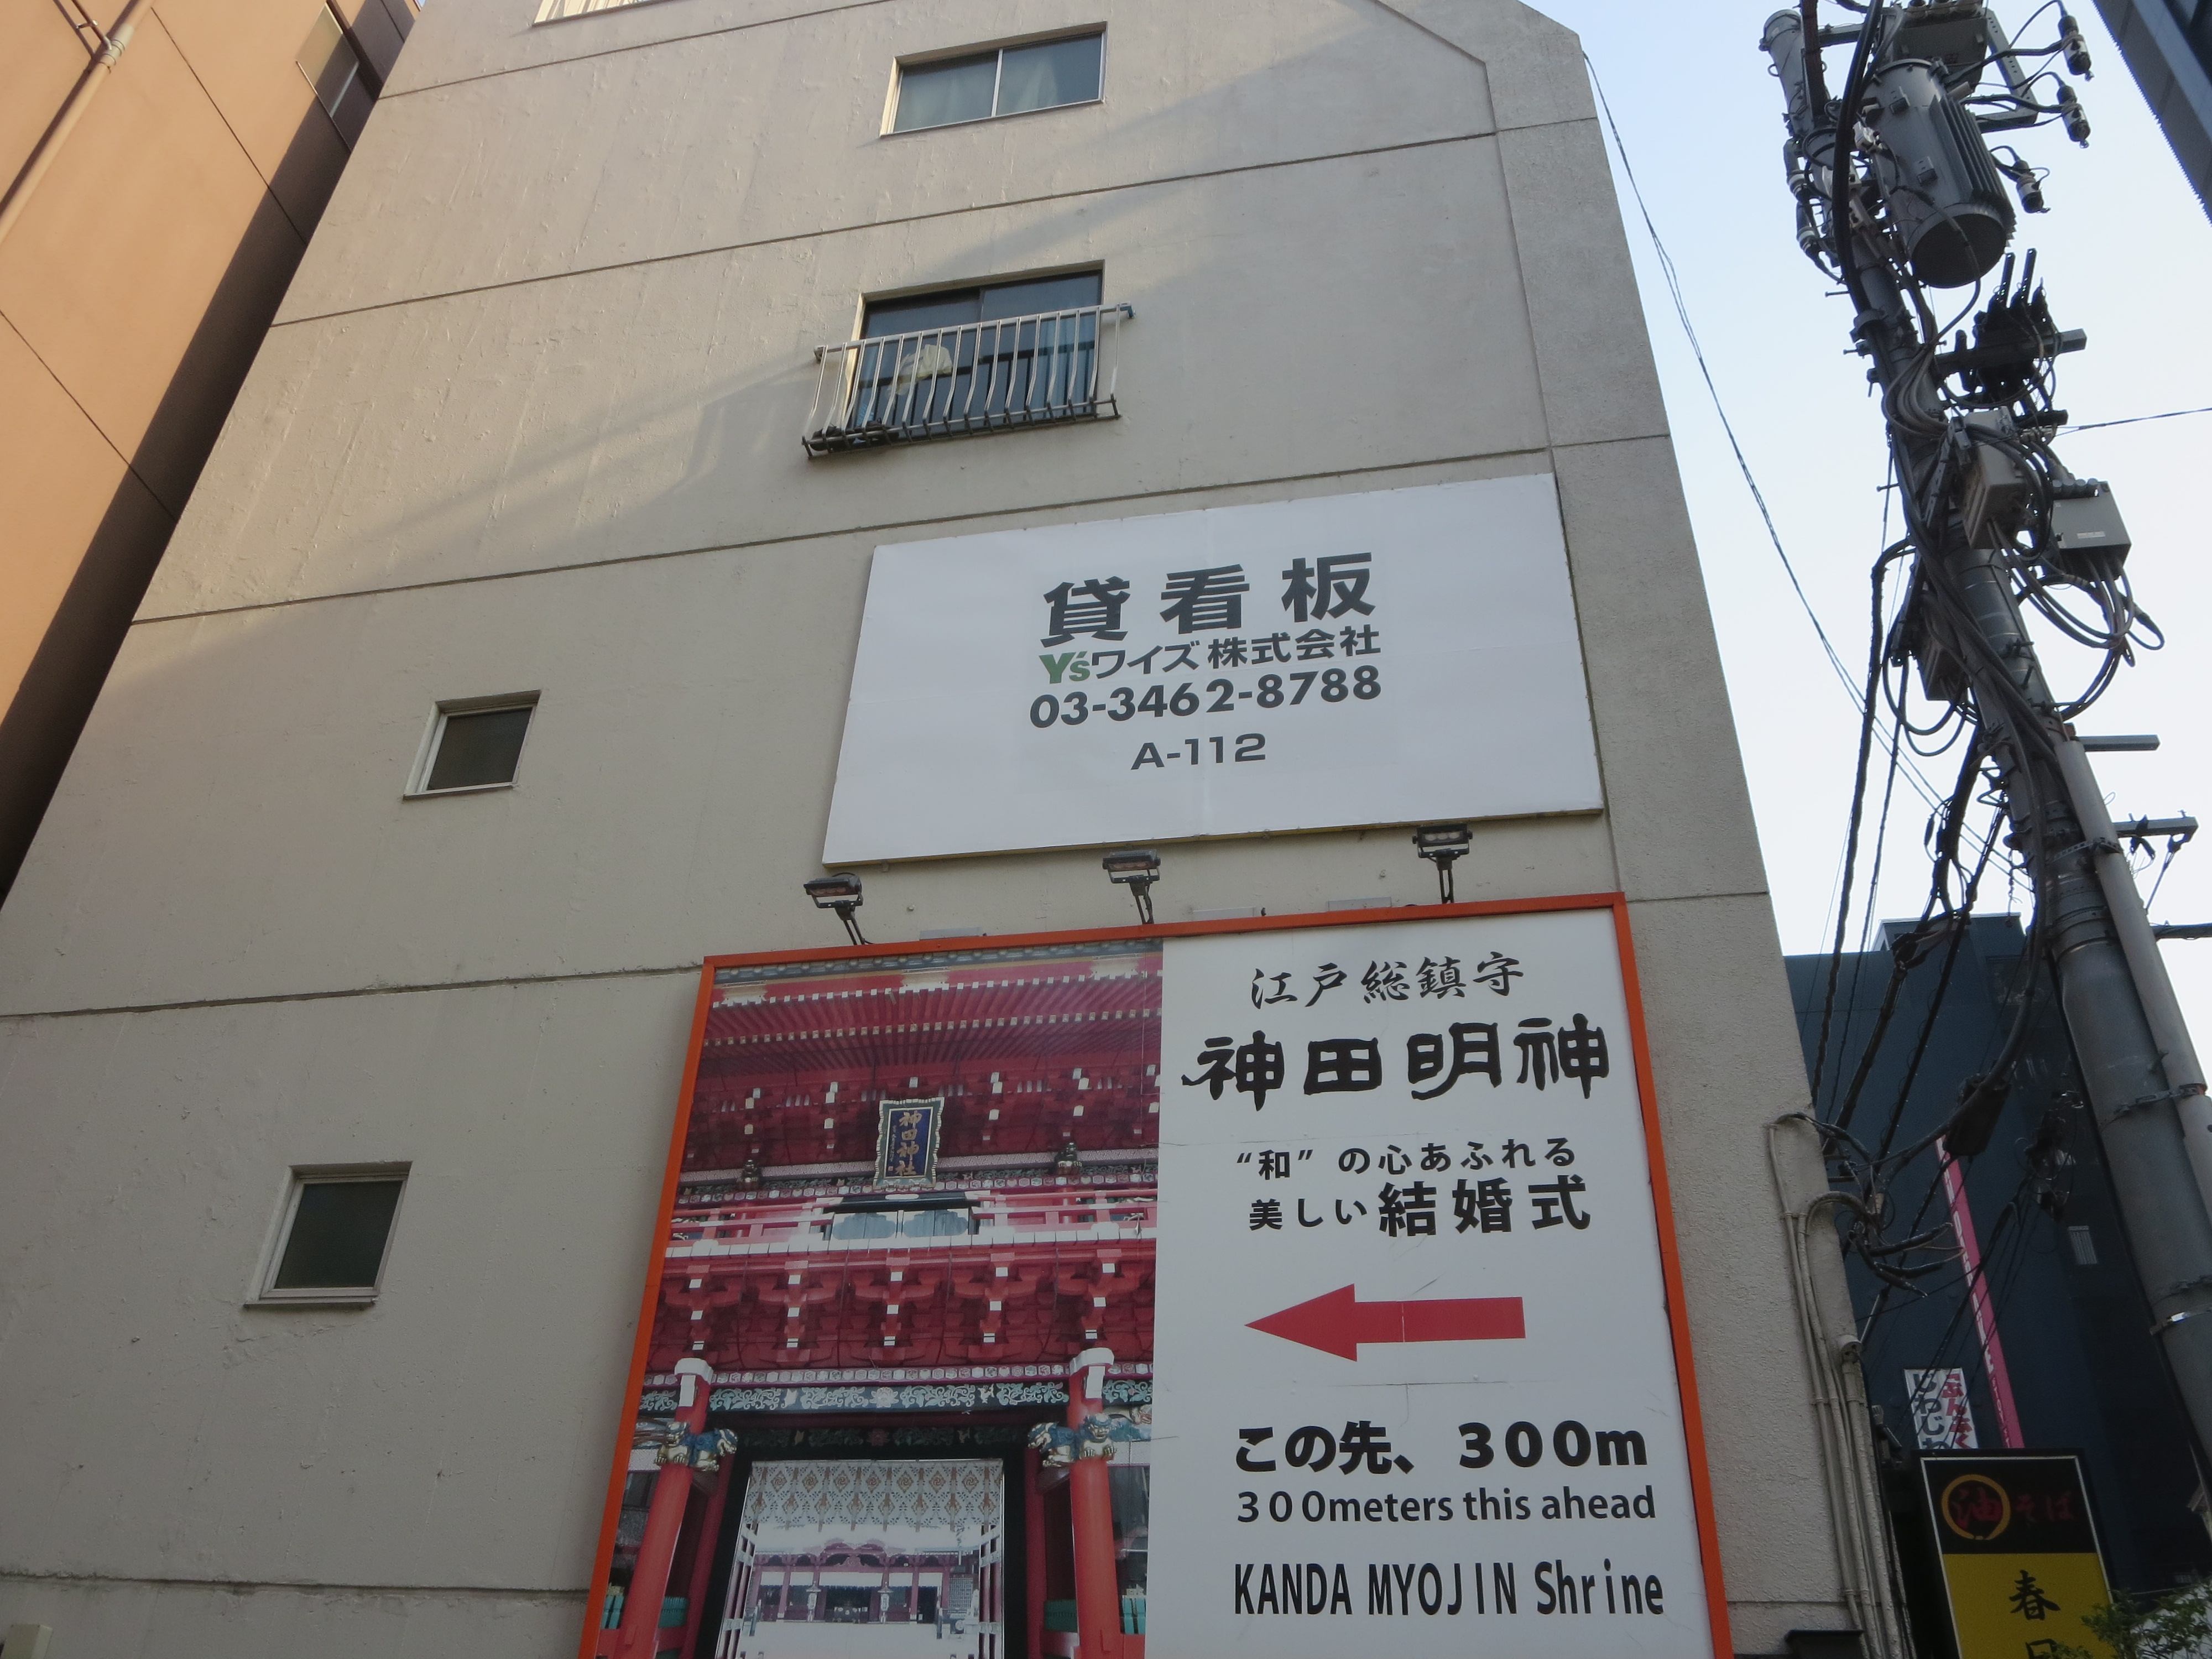 貸看板
Y'sワイズ株式会社
03-3462-8788
A-112
江戸総鎮守
神田明神
“和”の心あふれる
美しい結婚式
この先、300m
300meters this ahead
KANDA MYOJIN Shrine
神田神社
油そば
春日